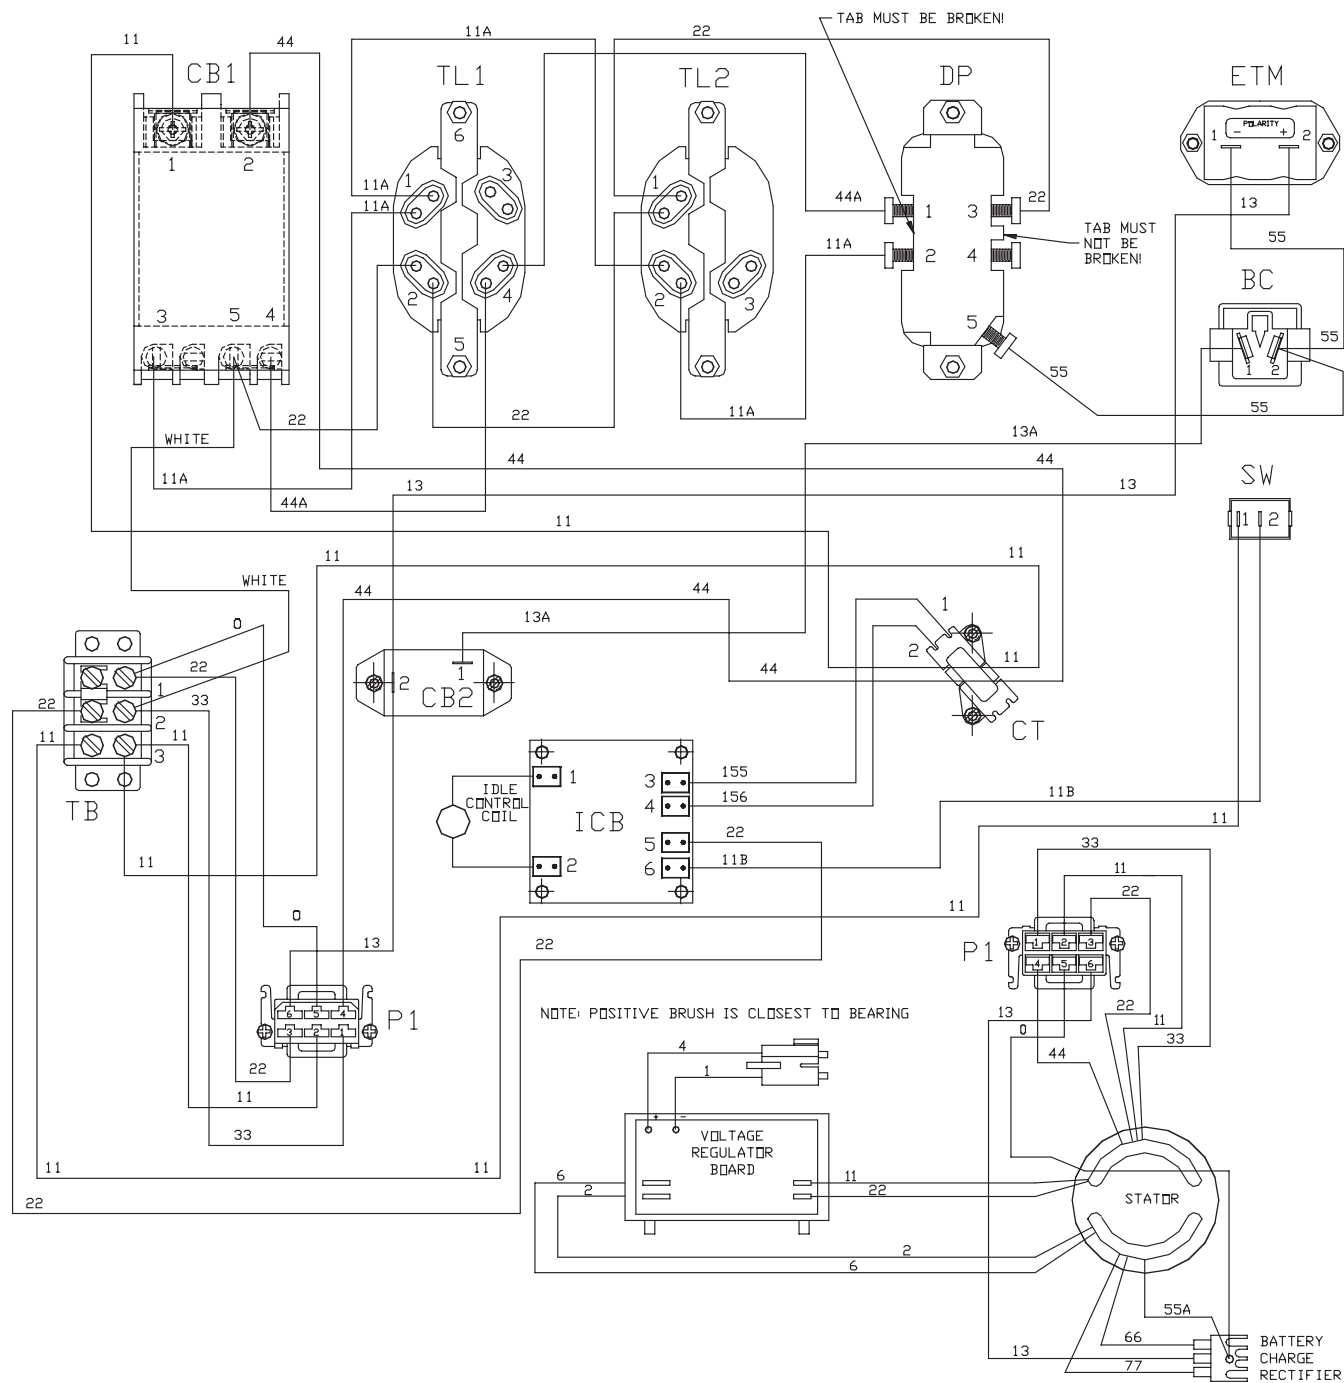 TAB MUST BE BROKEN!
11
44
11A
22
CB1
TL1
TL2
DP
ETM
POLARITY
1
-
+
2
1
2
6
1
3
1
11A
11A
44A
1
3
22
13
11A
2
4
TAB MUST
NOT BE
BROKEN!
55
BC
2
4
2
3
3
5
4
5
5
55
1
2
55
55
22
22
11A
WHITE
13A
11A
44
44
44A
13
13
SW
1
2
11
11
11
WHITE
44
44
13A
1
0
22
1
2
CB2
44
2
11
CT
22
33
1
2
3
11
11
TB
IDLE
CONTROL
COIL
1
2
ICB
3
4
5
6
155
156
22
11B
11B
11
11
33
11
22
0
11
13
22
P1
1
2
3
4
5
6
6
5
4
3
2
1
P1
NOTE: POSITIVE BRUSH IS CLOSEST TO BEARING
13
0
44
22
11
33
4
1
22
11
33
+
-
VOLTAGE
REGULATOR
BOARD
11
11
6
2
11
22
22
STATOR
2
6
55A
66
13
77
BATTERY
CHARGE
RECTIFIER